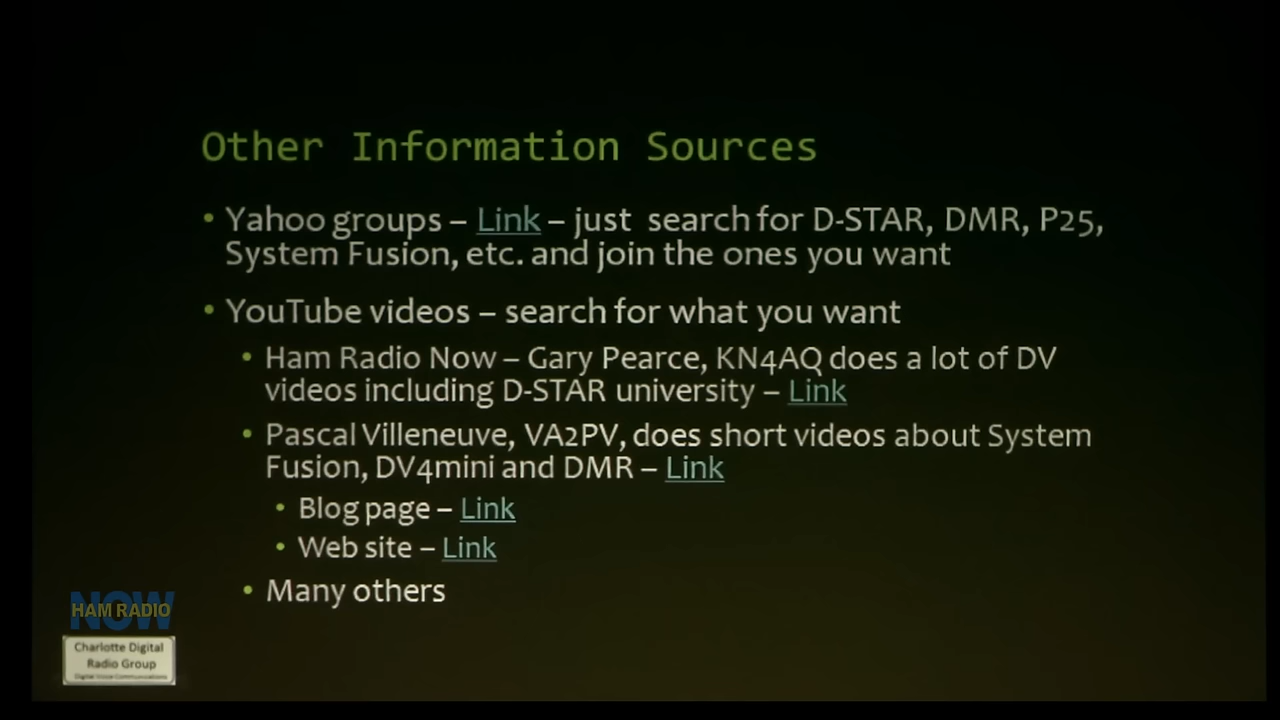 Other Information Sources
• Yahoo groups – Link – just search for D-STAR, DMR, P25,
System Fusion, etc. and join the ones you want
• YouTube videos – search for what you want
• Ham Radio Now – Gary Pearce, KN4AQ does a lot of DV
videos including D-STAR university – Link
• Pascal Villeneuve, VA2PV, does short videos about System
Fusion, DV4mini and DMR – Link
• Blog page – Link
• Web site – Link
• Many others
HAM RADIO
NOW
Charlotte Digital
Radio Group
Digital Voice Communications